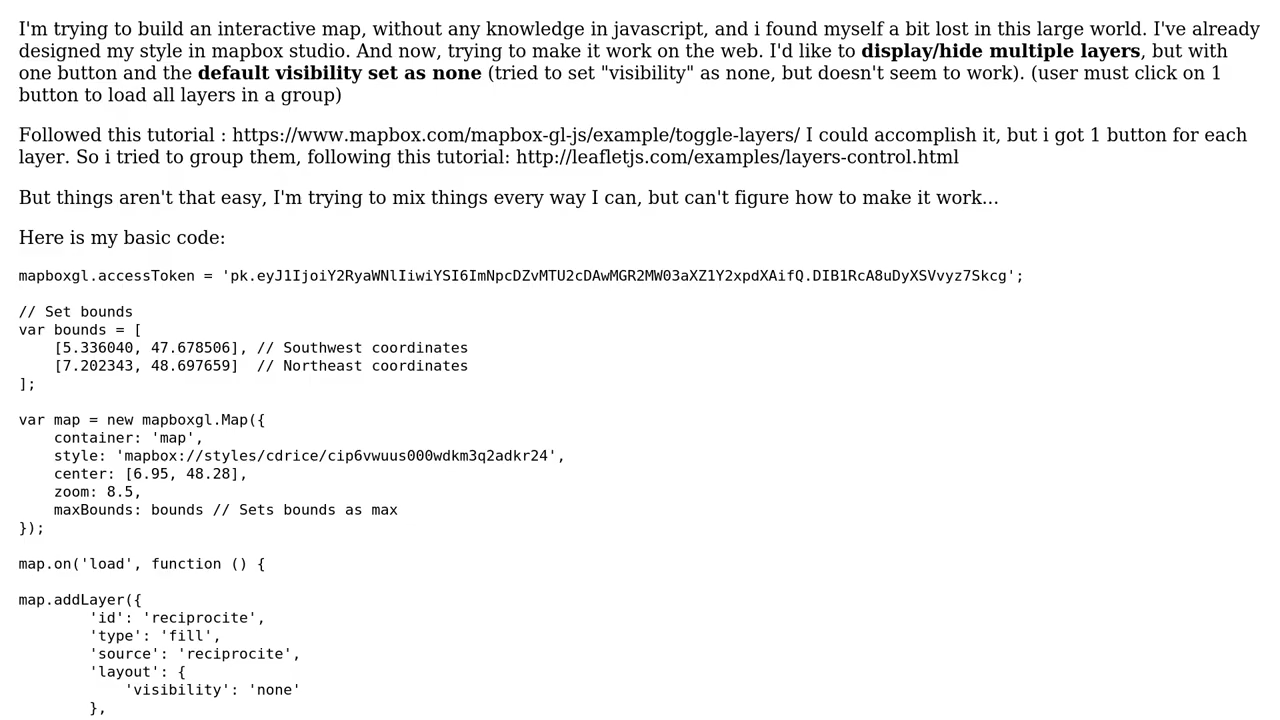 I'm trying to build an interactive map, without any knowledge in javascript, and i found myself a bit lost in this large world. I've already
designed my style in mapbox studio. And now, trying to make it work on the web. I'd like to display/hide multiple layers, but with
one button and the default visibility set as none (tried to set "visibility" as none, but doesn't seem to work). (user must click on 1
button to load all layers in a group)
Followed this tutorial : https://www.mapbox.com/mapbox-gl-js/example/toggle-layers/ I could accomplish it, but i got 1 button for each
layer. So i tried to group them, following this tutorial: http://leafletjs.com/examples/layers-control.html
But things aren't that easy, I'm trying to mix things every way I can, but can't figure how to make it work...
Here is my basic code:
mapboxgl.accessToken = 'pk.eyJ1IjoiY2RyaWNlIiwiYSI6ImNpcDZvMTU2cDAwMGR2MW03aXZ1Y2xpdXAifQ.DIB1RcA8uDyXSVvyz7Skcg';
// Set bounds
var bounds = [
    [5.336040, 47.678506], // Southwest coordinates
    [7.202343, 48.697659]  // Northeast coordinates
];
var map = new mapboxgl.Map({
    container: 'map',
    style: 'mapbox://styles/cdrice/cip6vwuus000wdkm3q2adkr24',
    center: [6.95, 48.28],
    zoom: 8.5,
    maxBounds: bounds // Sets bounds as max
});
map.on('load', function () {
map.addLayer({
        'id': 'reciprocite',
        'type': 'fill',
        'source': 'reciprocite',
        'layout': {
            'visibility': 'none'
        },